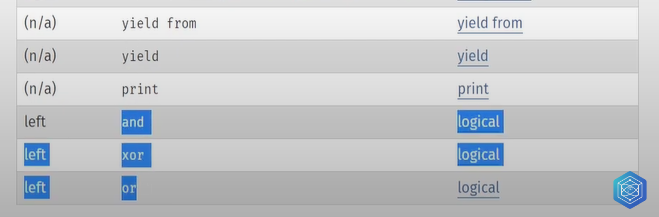 (n/a) yield from yield from
(n/a) yield yield
(n/a) print print
left and logical
left xor logical
left or logical